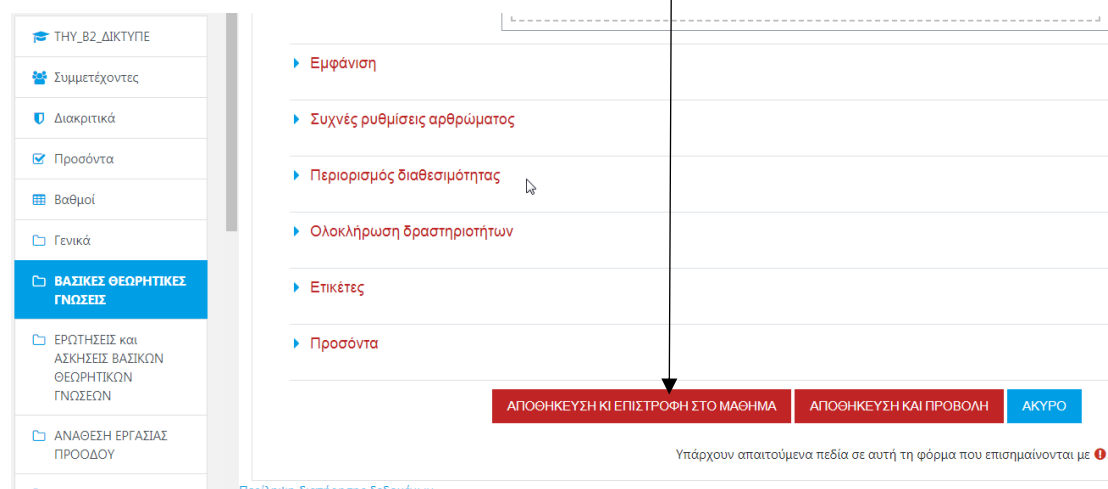 ΤΗΥ_Β2_ΔΙΚΤΥΠΕ
Συμμετέχοντες
Διακριτικά
Προσόντα
Βαθμοί
Γενικά
ΒΑΣΙΚΕΣ ΘΕΩΡΗΤΙΚΕΣ
ΓΝΩΣΕΙΣ
ΕΡΩΤΗΣΕΙΣ και
ΑΣΚΗΣΕΙΣ ΒΑΣΙΚΩΝ
ΘΕΩΡΗΤΙΚΩΝ
ΓΝΩΣΕΩΝ
ΑΝΑΘΕΣΗ ΕΡΓΑΣΙΑΣ
ΠΡΟΟΔΟΥ
Εμφάνιση
Συχνές ρυθμίσεις αρθρώματος
Περιορισμός διαθεσιμότητας
Ολοκλήρωση δραστηριοτήτων
Ετικέτες
Προσόντα
ΑΠΟΘΗΚΕΥΣΗ ΚΙ ΕΠΙΣΤΡΟΦΗ ΣΤΟ ΜΑΘΗΜΑ ΑΠΟΘΗΚΕΥΣΗ ΚΑΙ ΠΡΟΒΟΛΗ ΑΚΥΡΟ
Υπάρχουν απαιτούμενα πεδία σε αυτή τη φόρμα που επισημαίνονται με